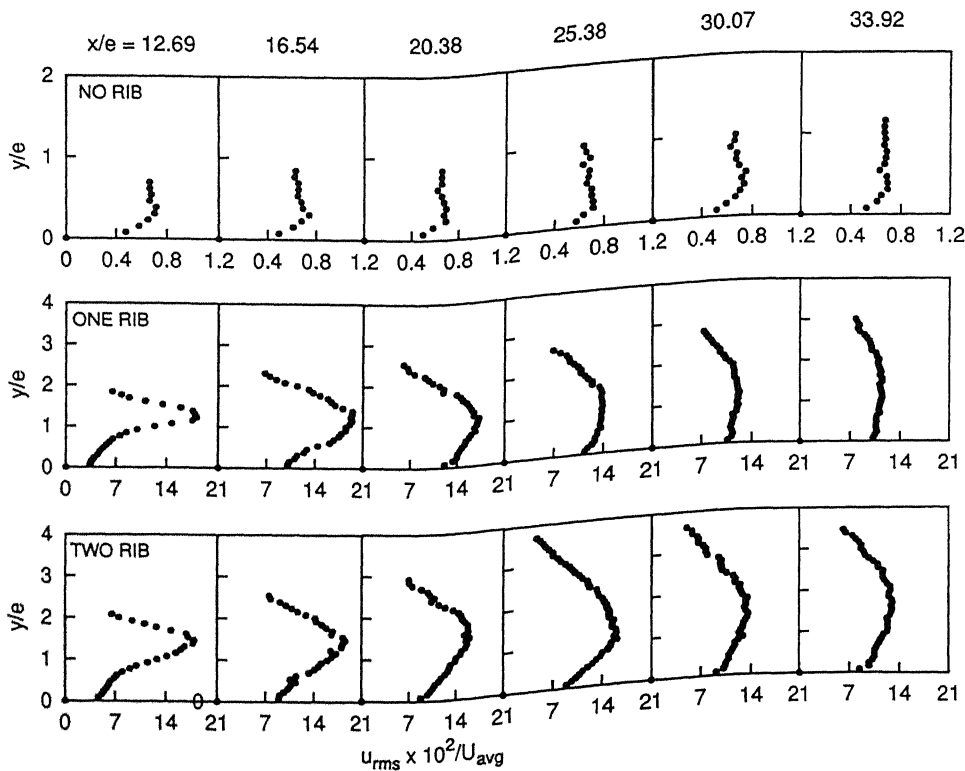 x/e = 12.69 16.54 20.38 25.38 30.07 33.92
2
NO RIB
y/e
1
0
0 0.4 0.8 1.2 0.4 0.8 1.2 0.4 0.8 1.2 0.4 0.8 1.2 0.4 0.8 1.2 0.4 0.8 1.2
4
ONE RIB
3
y/e
2
1
0
0 7 14 21 7 14 21 7 14 21 7 14 21 7 14 21 7 14 21
4
TWO RIB
3
y/e
2
1
0 0
0 7 14 21 7 14 21 7 14 21 7 14 21 7 14 21 7 14 21
u_rms x 10²/U_avg